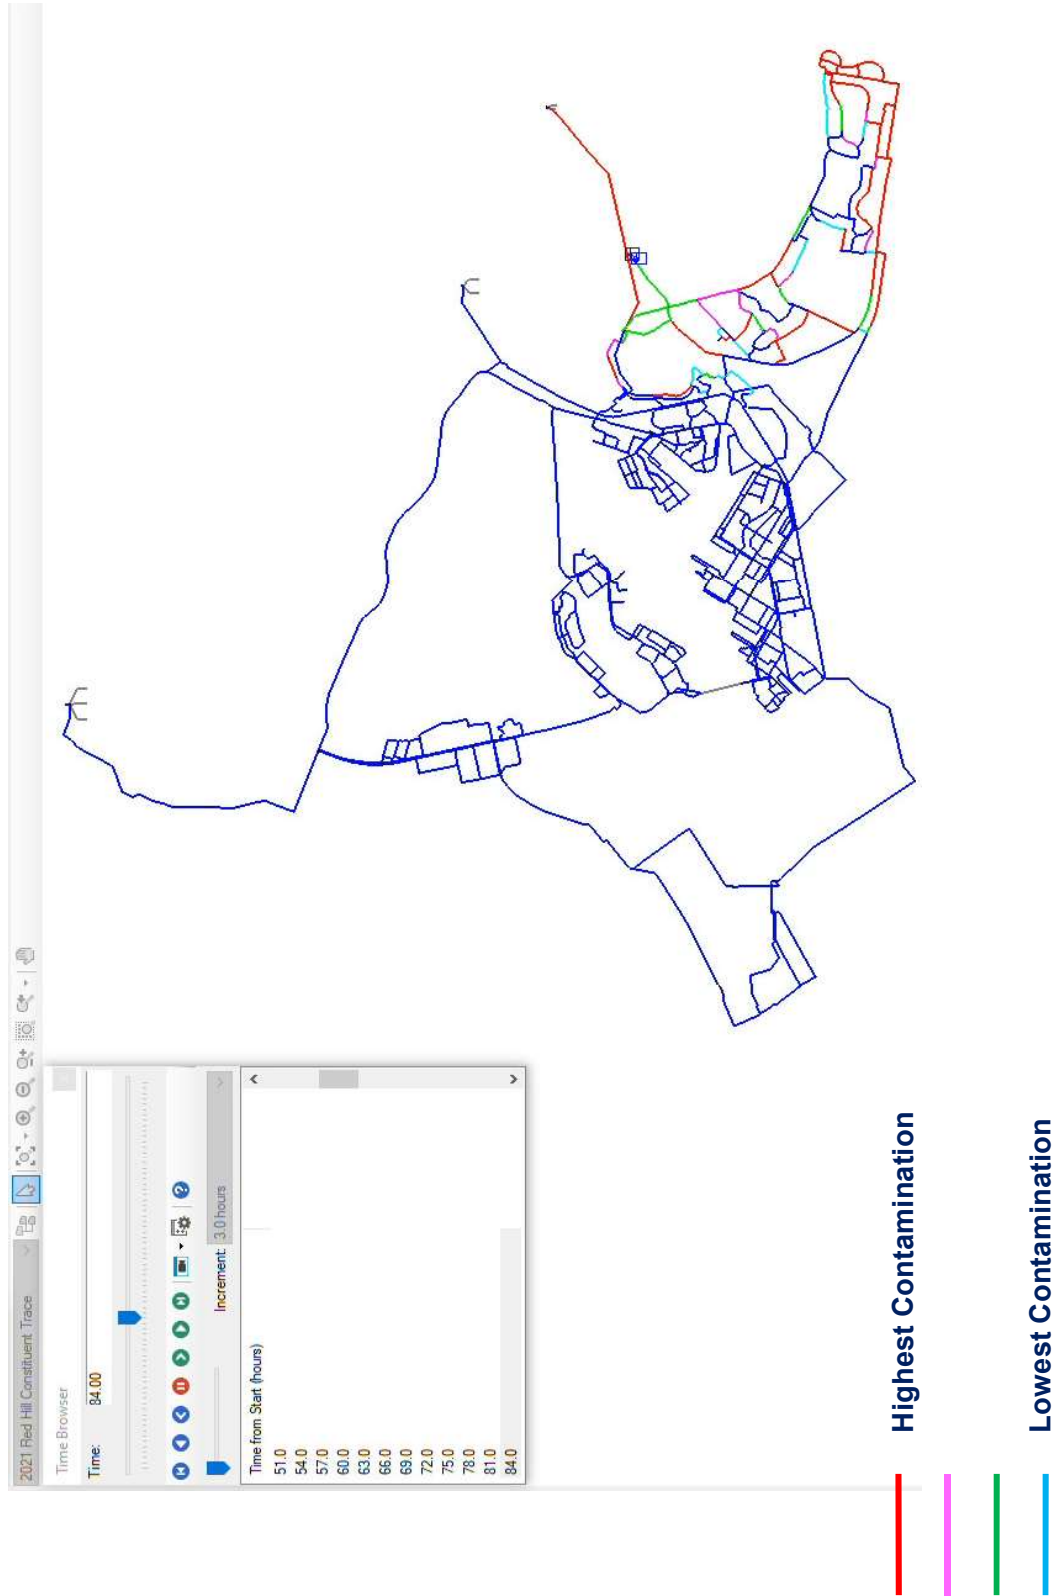 2021 Red Hill Constituent Trace
Time Browser
Time:
84.00
Increment: 3.0 hours
Time from Start (hours)
51.0
54.0
57.0
60.0
63.0
66.0
69.0
72.0
75.0
78.0
81.0
84.0
Highest Contamination
Lowest Contamination